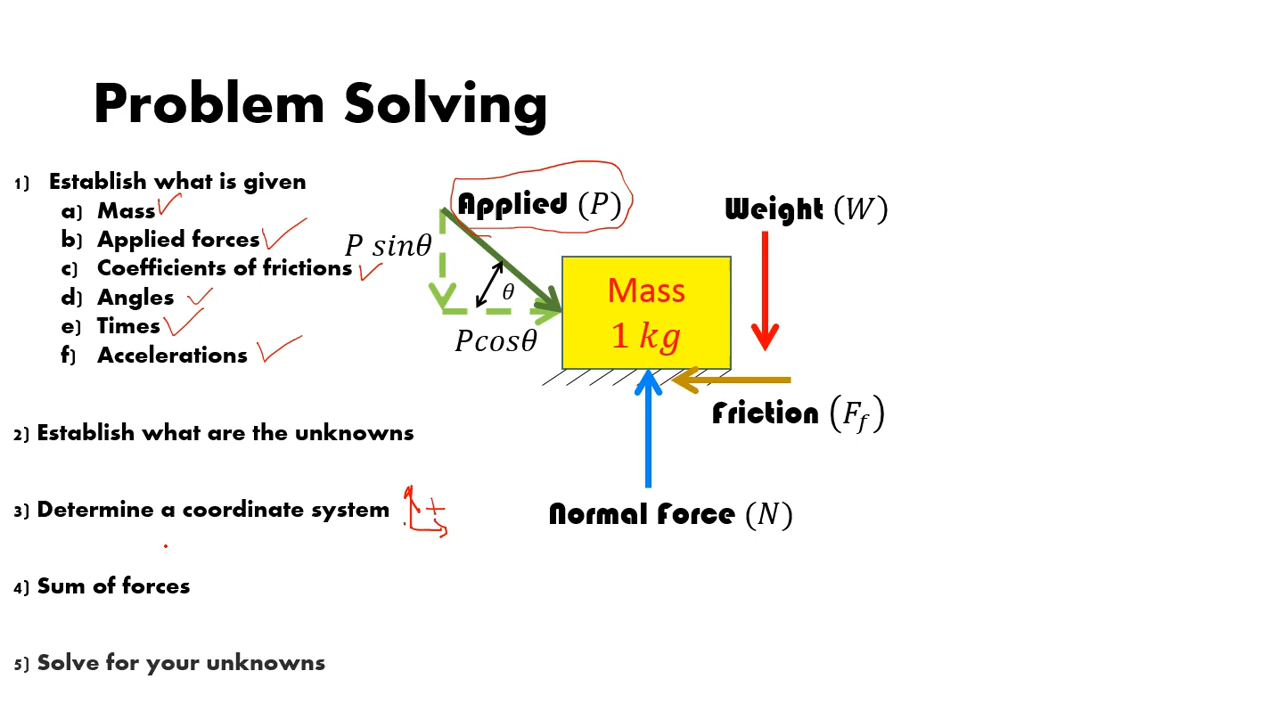 Problem Solving
1) Establish what is given
a) Mass
b) Applied forces
c) Coefficients of frictions
d) Angles
e) Times
f) Accelerations
2) Establish what are the unknowns
3) Determine a coordinate system
+
4) Sum of forces
5) Solve for your unknowns
Applied (P)
P sinθ
θ
Pcosθ
Mass
1 kg
Weight (W)
Friction (F_f)
Normal Force (N)